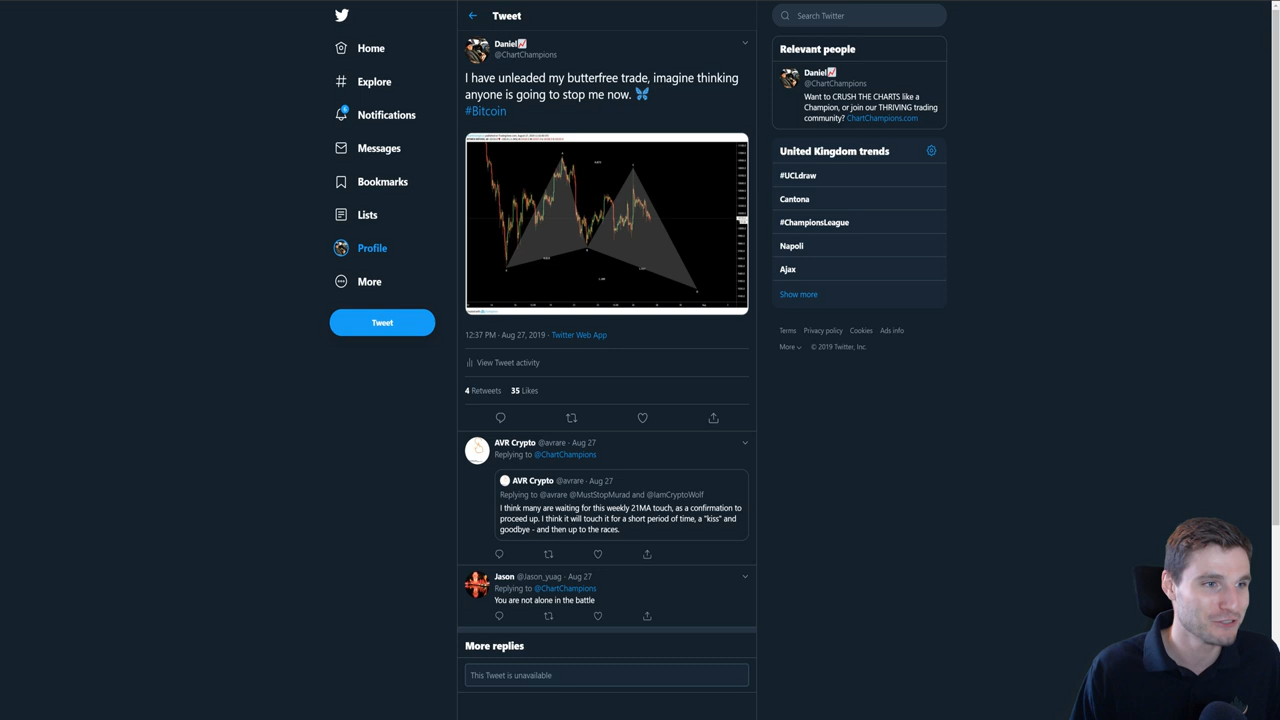 Home
Explore
Notifications
Messages
Bookmarks
Lists
Profile
More
Tweet
Tweet
Daniel
@ChartChampions
I have unleaded my butterfree trade, imagine thinking
anyone is going to stop me now.
#Bitcoin
12:37 PM · Aug 27, 2019 · Twitter Web App
View Tweet activity
4 Retweets 35 Likes
AVR Crypto @avrare · Aug 27
Replying to @ChartChampions
AVR Crypto @avrare · Aug 27
Replying to @avrare @MustStopMurad and @IamCryptoWolf
I think many are waiting for this weekly 21MA touch, as a confirmation to
proceed up. I think it will touch it for a short period of time, a "kiss" and
goodbye - and then up to the races.
Jason @Jason_yuag · Aug 27
Replying to @ChartChampions
You are not alone in the battle
More replies
This Tweet is unavailable
Search Twitter
Relevant people
Daniel
@ChartChampions
Want to CRUSH THE CHARTS like a
Champion, or join our THRIVING trading
community? ChartChampions.com
United Kingdom trends
#UCLdraw
Cantona
#ChampionsLeague
Napoli
Ajax
Show more
Terms Privacy policy Cookies Ads info
More © 2019 Twitter, Inc.